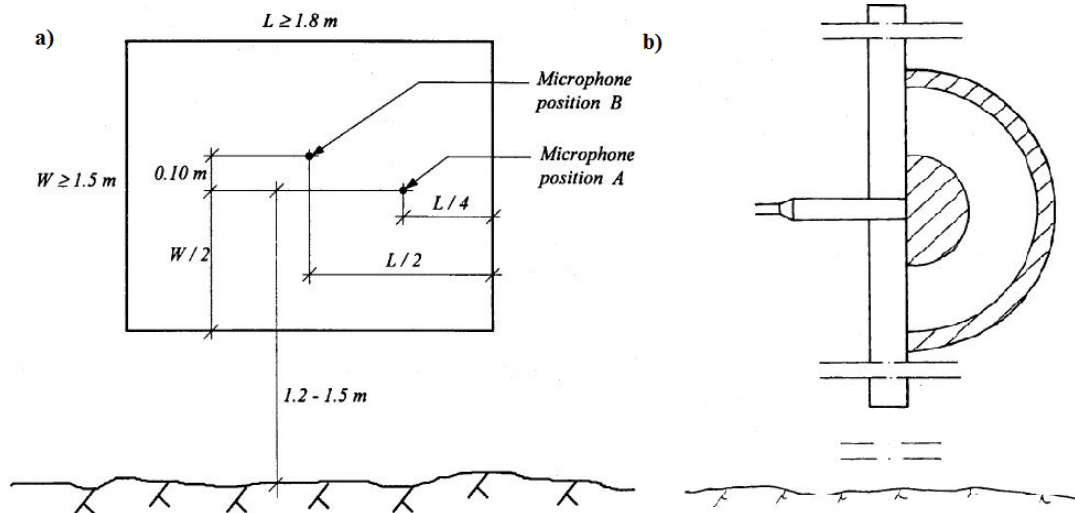 a)
L ≥ 1.8 m
b)
Microphone
position B
Microphone
position A
0.10 m
W ≥ 1.5 m
L / 4
W / 2
L / 2
1.2 - 1.5 m